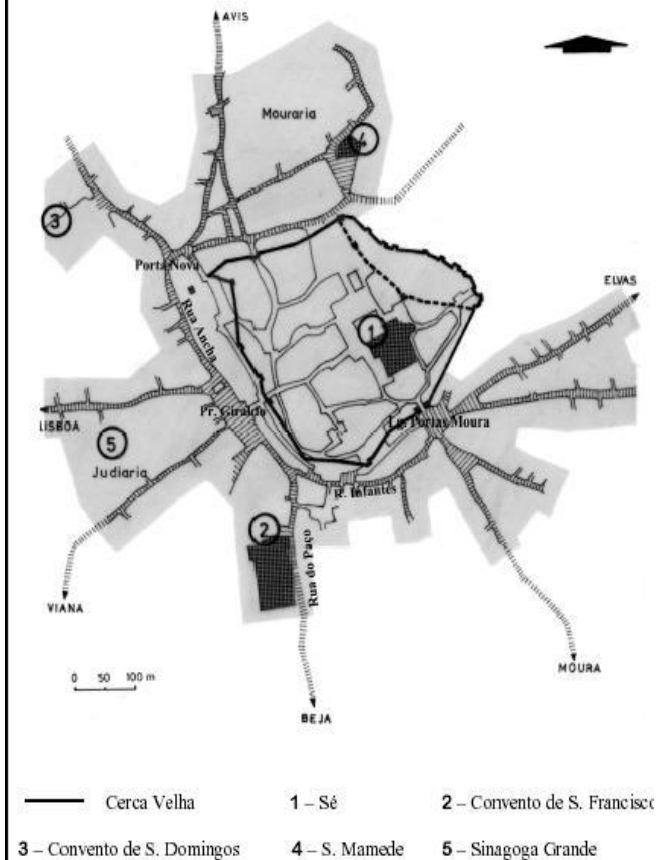 AVIS
Mouraria
4
3
Porta Nova
ELVAS
Rua Ancha
1
LISBOA
Pr. Giraldo
Lg. Portas Moura
5
Judiaria
R. Infantes
2
Rua do Paço
VIANA
0 50 100 m
MOURA
BEJA
Cerca Velha 1 – Sé 2 – Convento de S. Francisco
3 – Convento de S. Domingos 4 – S. Mamede 5 – Sinagoga Grande